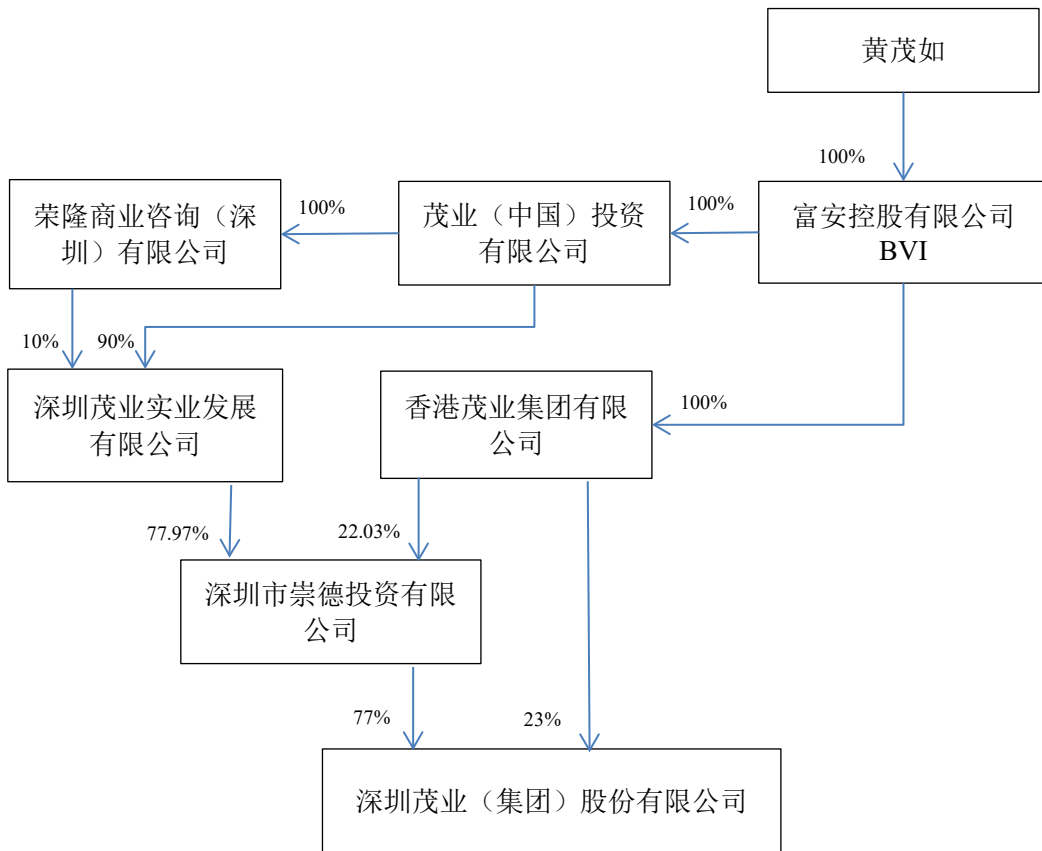 黄茂如
100%
荣隆商业咨询（深
圳）有限公司
100%
茂业（中国）投资
有限公司
100%
富安控股有限公司
BVI
10%
90%
深圳茂业实业发展
有限公司
香港茂业集团有限
公司
100%
77.97%
22.03%
深圳市崇德投资有限
公司
77%
23%
深圳茂业（集团）股份有限公司